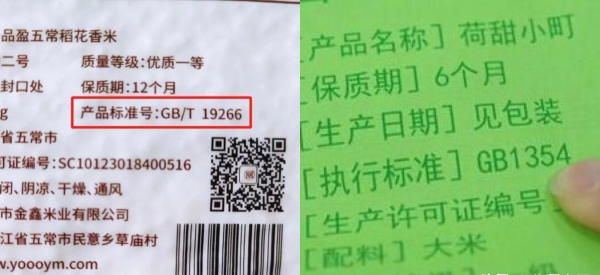 品盈五常稻花香米
二号
质量等级:优质一等
封口处
保质期:12个月
g
产品标准号:GB/T 19266
省五常市
可证编号:SC10123018400516
闭、阴凉、干燥、通风
市金鑫米业有限公司
江省五常市民意乡草庙村
www.yoooym.com
产品名称］荷甜小町
［保质期］6个月
［生产日期］见包装
［执行标准］GB1354
［生产许可证编号
［配料］大米